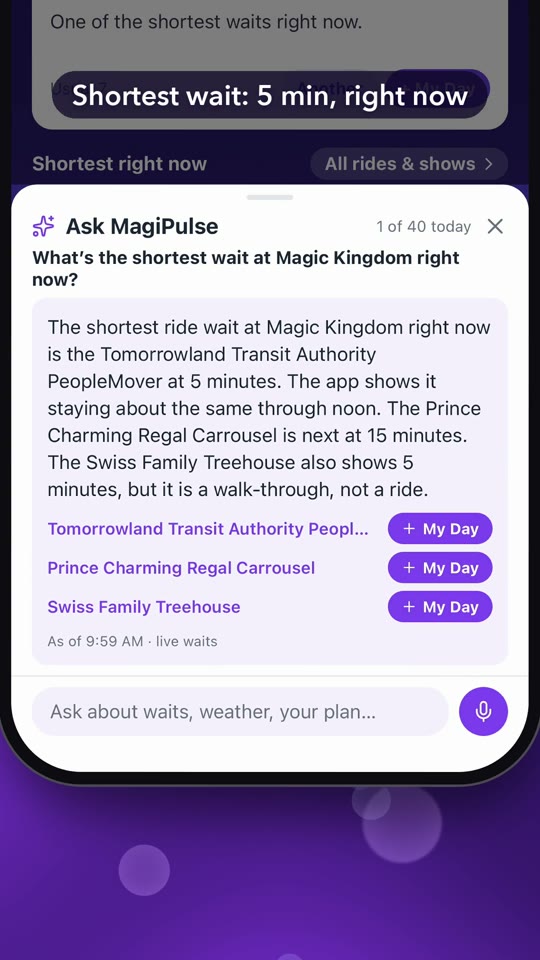 One of the shortest waits right now.
Shortest wait: 5 min, right now
Shortest right now
All rides & shows
Ask MagiPulse
1 of 40 today
What's the shortest wait at Magic Kingdom right
now?
The shortest ride wait at Magic Kingdom right now
is the Tomorrowland Transit Authority
PeopleMover at 5 minutes. The app shows it
staying about the same through noon. The Prince
Charming Regal Carrousel is next at 15 minutes.
The Swiss Family Treehouse also shows 5
minutes, but it is a walk-through, not a ride.
Tomorrowland Transit Authority Peopl...
+ My Day
Prince Charming Regal Carrousel
+ My Day
Swiss Family Treehouse
+ My Day
As of 9:59 AM · live waits
Ask about waits, weather, your plan...